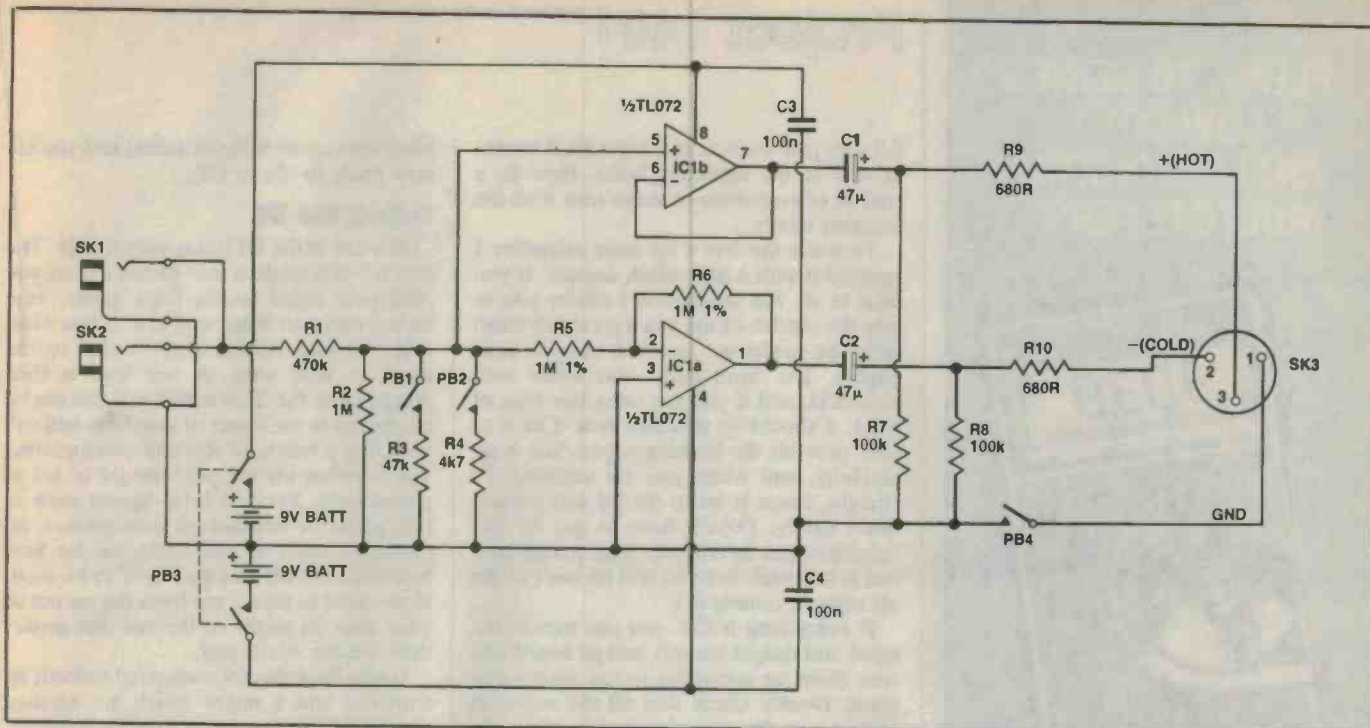 ½TL072
C3
100n
5
+
8
IC1b
6
−
7
C1
+
47µ
R9
680R
+(HOT)
SK1
SK2
R1
470k
R2
1M
PB1
R3
47k
PB2
R4
4k7
R5
1M 1%
R6
1M 1%
2
−
3
+
IC1a
1
4
½TL072
C2
+
47µ
R10
680R
−(COLD)
2
1
3
SK3
R7
100k
R8
100k
GND
PB4
+
9V BATT
+
9V BATT
PB3
C4
100n